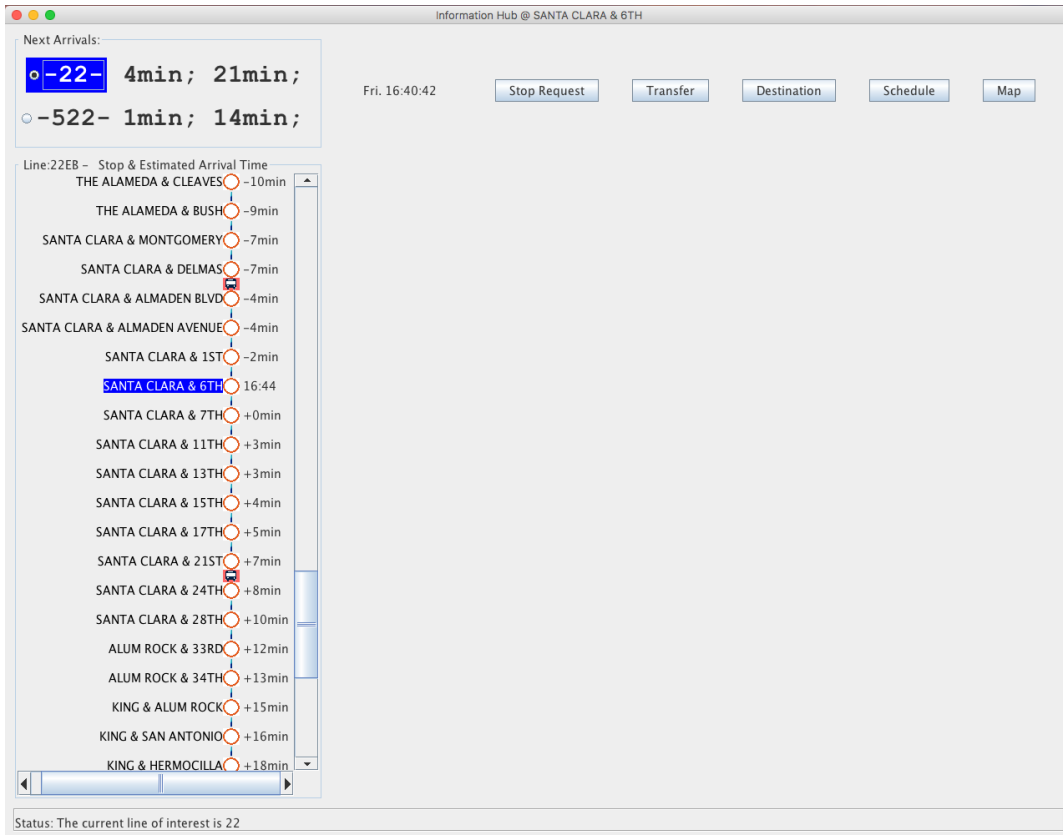 Information Hub @ SANTA CLARA & 6TH
Next Arrivals:
-22- 4min; 21min;
-522- 1min; 14min;
Fri. 16:40:42 Stop Request Transfer Destination Schedule Map
Line:22EB – Stop & Estimated Arrival Time
THE ALAMEDA & CLEAVES -10min
THE ALAMEDA & BUSH -9min
SANTA CLARA & MONTGOMERY -7min
SANTA CLARA & DELMAS -7min
SANTA CLARA & ALMADEN BLVD -4min
SANTA CLARA & ALMADEN AVENUE -4min
SANTA CLARA & 1ST -2min
SANTA CLARA & 6TH 16:44
SANTA CLARA & 7TH +0min
SANTA CLARA & 11TH +3min
SANTA CLARA & 13TH +3min
SANTA CLARA & 15TH +4min
SANTA CLARA & 17TH +5min
SANTA CLARA & 21ST +7min
SANTA CLARA & 24TH +8min
SANTA CLARA & 28TH +10min
ALUM ROCK & 33RD +12min
ALUM ROCK & 34TH +13min
KING & ALUM ROCK +15min
KING & SAN ANTONIO +16min
KING & HERMOCILLA +18min
Status: The current line of interest is 22